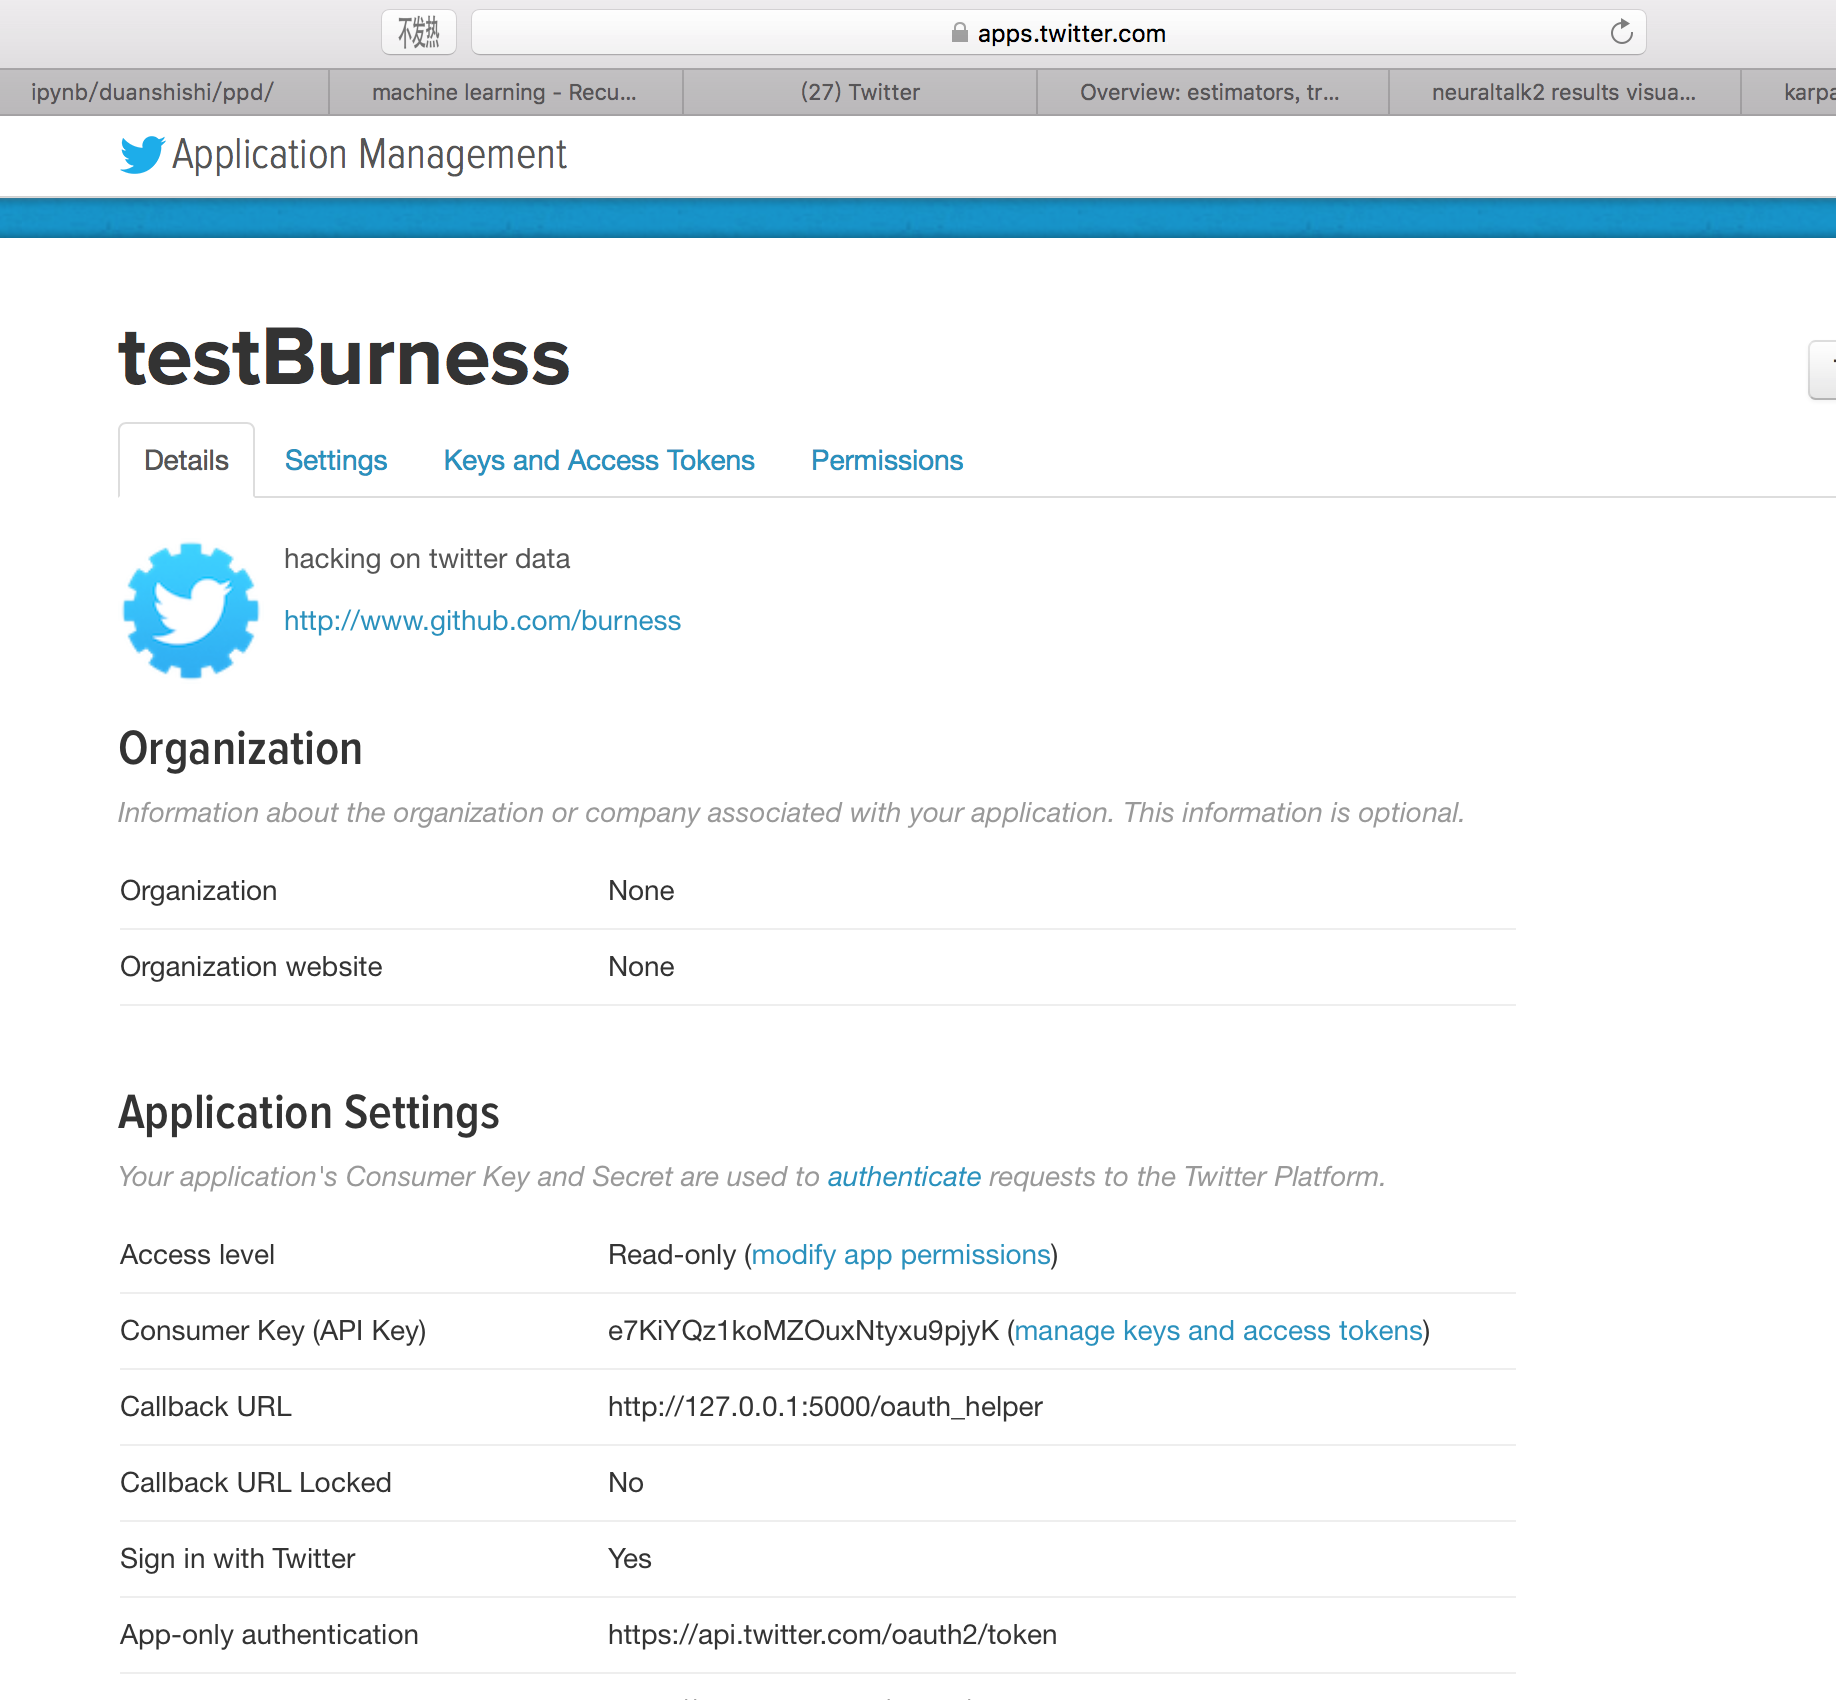 不发热
apps.twitter.com
ipynb/duanshishi/ppd/
machine learning - Recu...
(27) Twitter
Overview: estimators, tr...
neuraltalk2 results visua...
karpa
Application Management
testBurness
Details
Settings
Keys and Access Tokens
Permissions
hacking on twitter data
http://www.github.com/burness
Organization
Information about the organization or company associated with your application. This information is optional.
Organization None
Organization website None
Application Settings
Your application's Consumer Key and Secret are used to authenticate requests to the Twitter Platform.
Access level Read-only (modify app permissions)
Consumer Key (API Key) e7KiYQz1koMZOuxNtyxu9pjyK (manage keys and access tokens)
Callback URL http://127.0.0.1:5000/oauth_helper
Callback URL Locked No
Sign in with Twitter Yes
App-only authentication https://api.twitter.com/oauth2/token